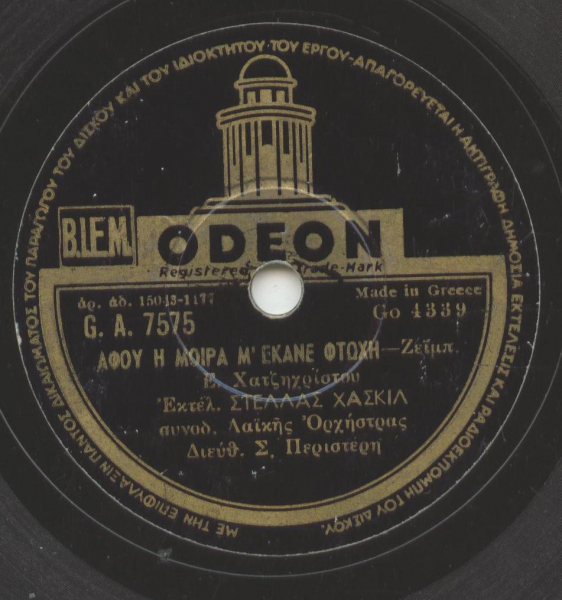 ΜΕ ΤΗΝ ΕΠΙΦΥΛΑΞΙΝ ΠΑΝΤΟΣ ΔΙΚΑΙΩΜΑΤΟΣ ΤΟΥ ΠΑΡΑΓΩΓΟΥ ΤΟΥ ΔΙΣΚΟΥ ΚΑΙ ΤΟΥ ΙΔΙΟΚΤΗΤΟΥ ΤΟΥ ΕΡΓΟΥ-ΑΠΑΓΟΡΕΥΕΤΑΙ Η ΑΝΤΙΓΡΑΦΗ ΔΗΜΟΣΙΑ ΕΚΤΕΛΕΣΙΣ ΚΑΙ ΡΑΔΙΟΕΚΠΟΜΠΗ ΤΟΥ ΔΙΣΚΟΥ.
B.I.E.M.
ODEON
Registered Trade-Mark
ἀρ. ἀδ. 15043-1177
Made in Greece
G. A. 7575
Go 4339
ΑΦΟΥ Η ΜΟΙΡΑ Μ' ΕΚΑΝΕ ΦΤΩΧΗ—Ζεϊμπ.
Ε. Χατζηχρίστου
Ἐκτέλ. ΣΤΕΛΛΑΣ ΧΑΣΚΙΛ
συνοδ. Λαϊκῆς Ὀρχήστρας
Διεύθ. Σ. Περιστέρη